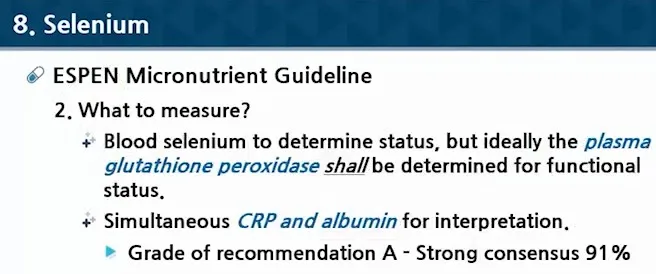 8. Selenium
ESPEN Micronutrient Guideline
2. What to measure?
Blood selenium to determine status, but ideally the plasma
glutathione peroxidase shall be determined for functional
status.
Simultaneous CRP and albumin for interpretation.
Grade of recommendation A - Strong consensus 91%